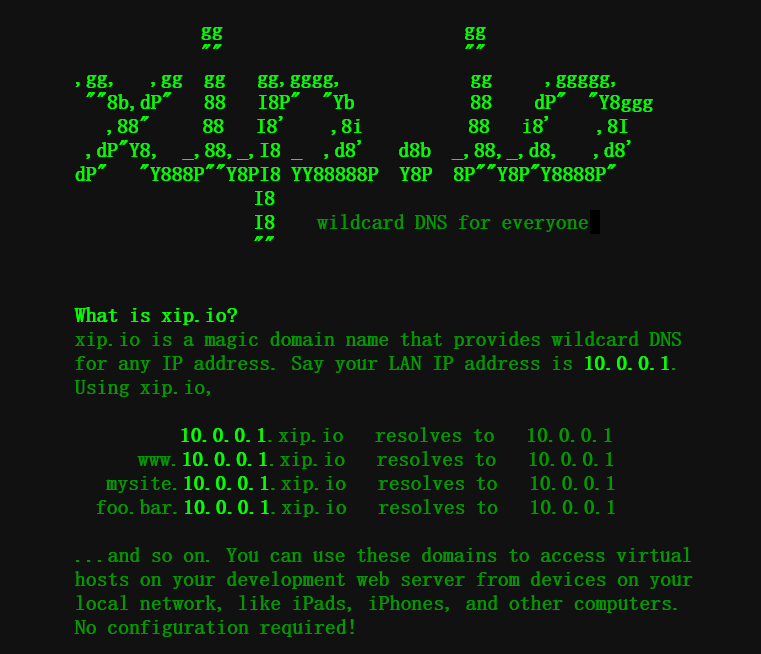 gg                       gg
          ""                       ""
,gg,   ,gg  gg   gg,gggg,            gg     ,ggggg,
 ""8b,dP"   88   I8P"  "Yb           88    dP"  "Y8ggg
   ,88"     88   I8'    ,8i          88   i8'    ,8I
 ,dP"Y8,  _,88,_,I8 _  ,d8'   d8b  _,88,_,d8,   ,d8'
dP"   "Y888P""Y8PI8 YY88888P  Y8P  8P""Y8P"Y8888P"
                 I8
                 I8    wildcard DNS for everyone
                 ""
What is xip.io?
xip.io is a magic domain name that provides wildcard DNS
for any IP address. Say your LAN IP address is 10.0.0.1.
Using xip.io,
10.0.0.1.xip.io   resolves to   10.0.0.1
www.10.0.0.1.xip.io   resolves to   10.0.0.1
mysite.10.0.0.1.xip.io   resolves to   10.0.0.1
foo.bar.10.0.0.1.xip.io   resolves to   10.0.0.1
...and so on. You can use these domains to access virtual
hosts on your development web server from devices on your
local network, like iPads, iPhones, and other computers.
No configuration required!